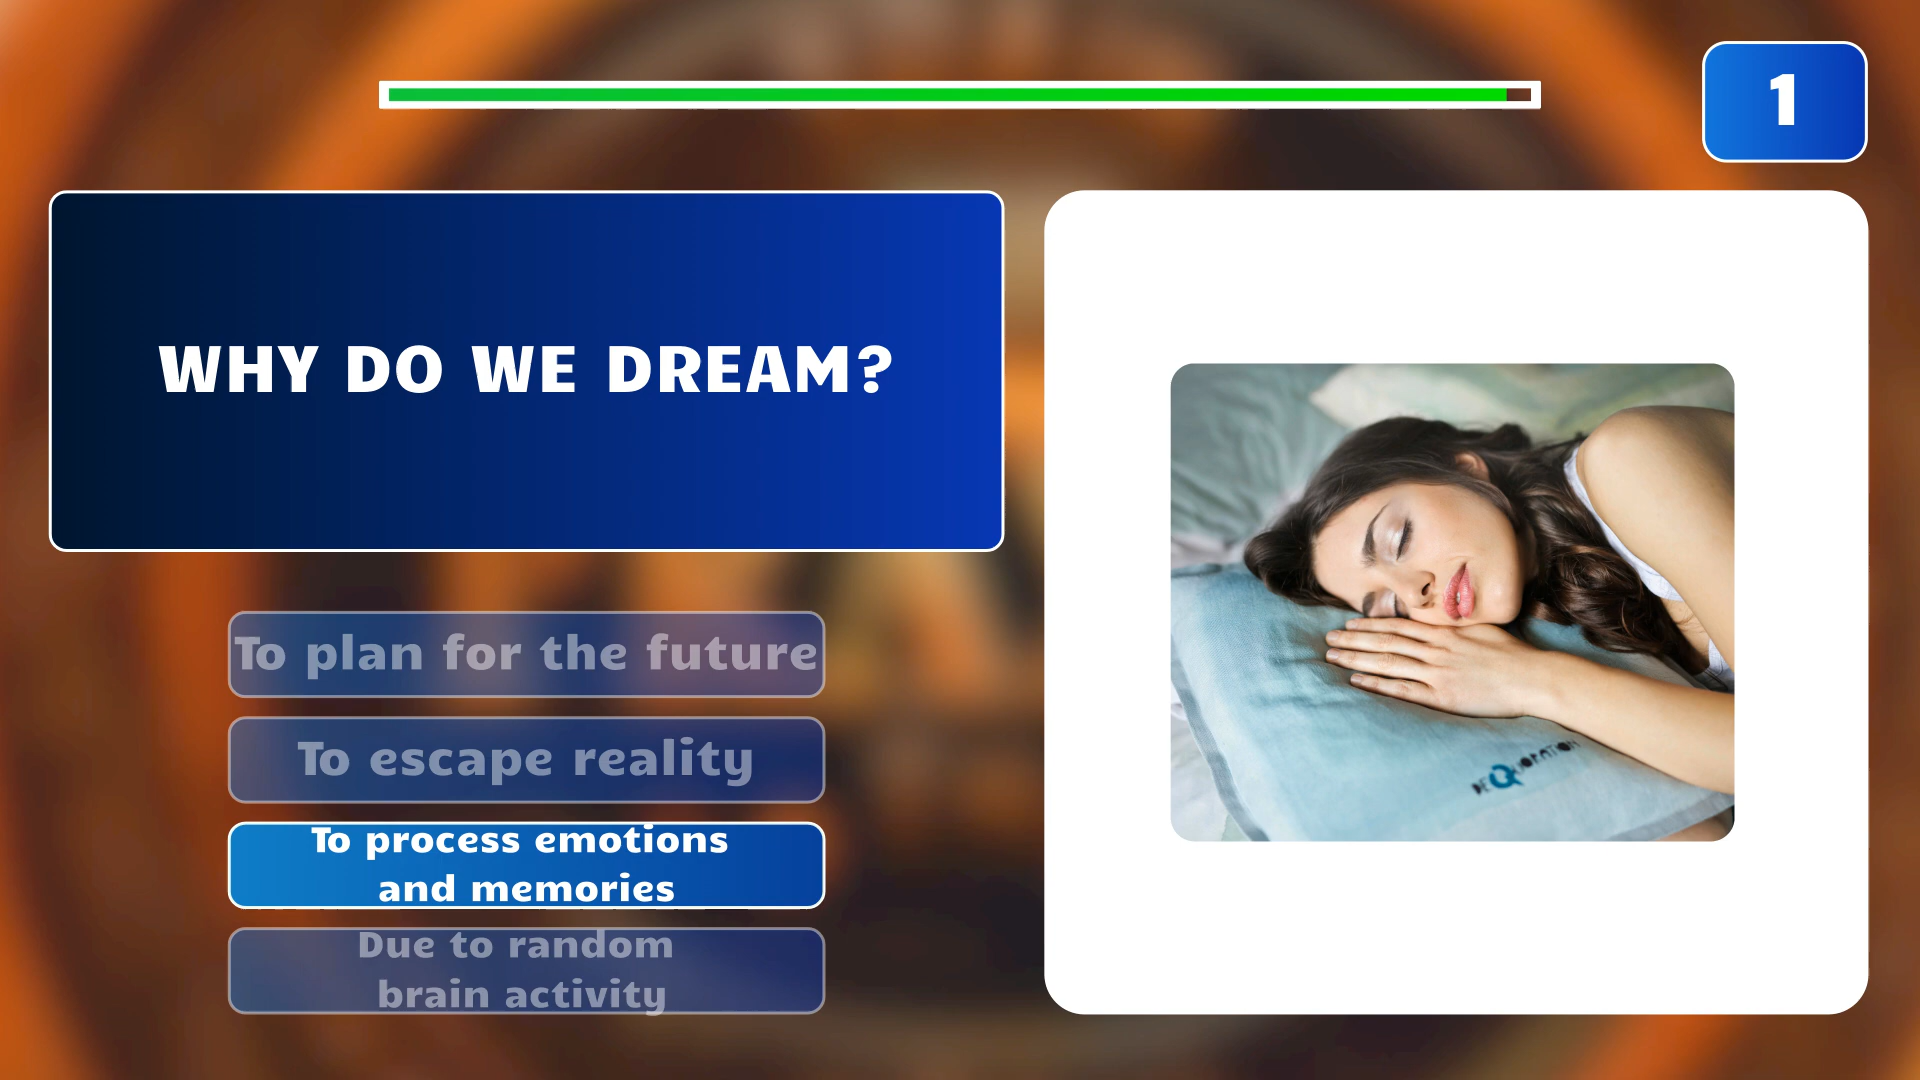 1
WHY DO WE DREAM?
To plan for the future
To escape reality
To process emotions
and memories
Due to random
brain activity